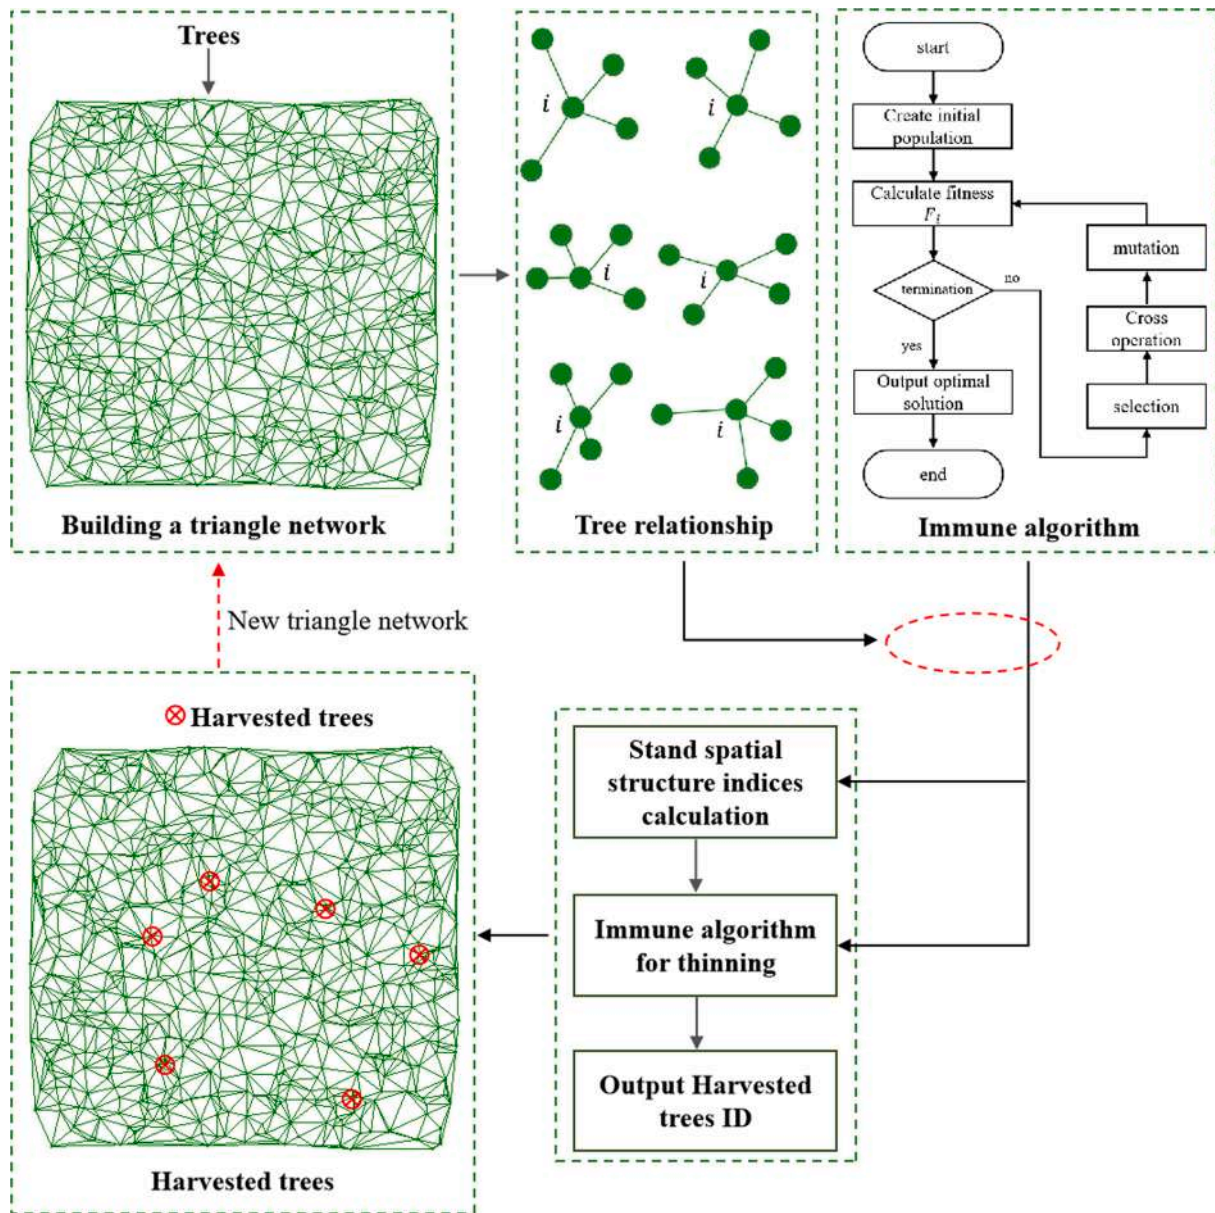 Trees
Building a triangle network
i
i
i
i
i
i
Tree relationship
start
Create initial
population
Calculate fitness
Fᵢ
termination
no
yes
Output optimal
solution
end
mutation
Cross
operation
selection
Immune algorithm
New triangle network
Harvested trees
Harvested trees
Stand spatial
structure indices
calculation
Immune algorithm
for thinning
Output Harvested
trees ID